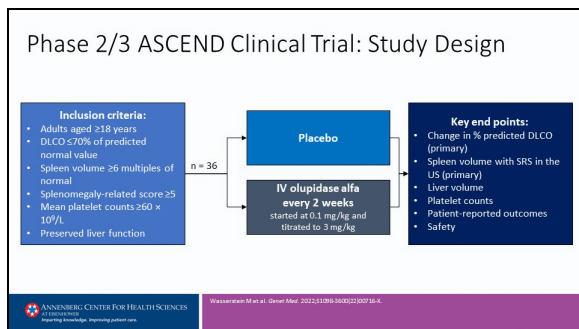 Phase 2/3 ASCEND Clinical Trial: Study Design
Inclusion criteria:
• Adults aged ≥18 years
• DLCO ≤70% of predicted
normal value
• Spleen volume ≥6 multiples of
normal
• Splenomegaly-related score ≥5
• Mean platelet counts ≥60 ×
10⁹/L
• Preserved liver function
n = 36
Placebo
IV olupidase alfa
every 2 weeks
started at 0.1 mg/kg and
titrated to 3 mg/kg
Key end points:
• Change in % predicted DLCO
(primary)
• Spleen volume with SRS in the
US (primary)
• Liver volume
• Platelet counts
• Patient-reported outcomes
• Safety
ANNENBERG CENTER FOR HEALTH SCIENCES
AT EISENHOWER
Imparting knowledge. Improving patient care.
Wasserstein M et al. Genet Med. 2022;S1098-3600(22)00716-X.